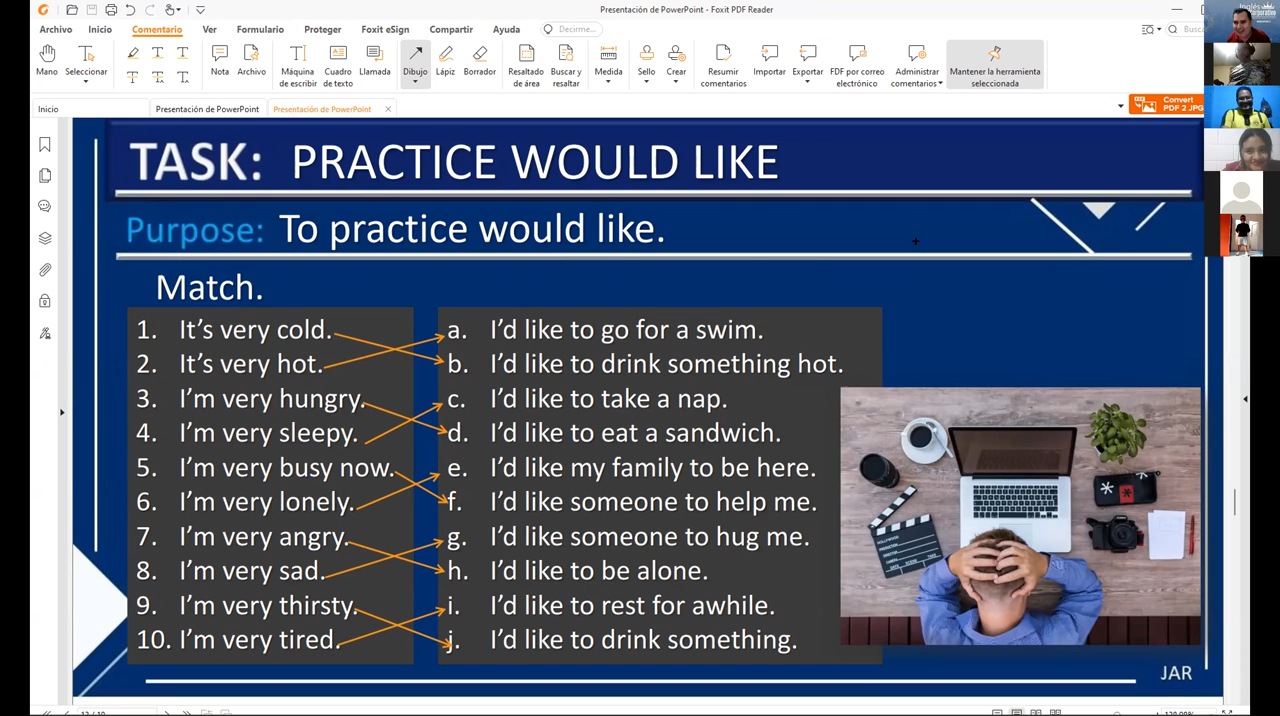 Presentación de PowerPoint - Foxit PDF Reader
Archivo Inicio Comentario Ver Formulario Proteger Foxit eSign Compartir Ayuda Decirme...
Mano Seleccionar Nota Archivo Máquina de escribir Cuadro de texto Llamada Dibujo Lápiz Borrador Resaltado de área Buscar y resaltar Medida Sello Crear Resumir comentarios Importar Exportar FDF por correo electrónico Administrar comentarios Mantener la herramienta seleccionada
Inicio Presentación de PowerPoint Presentación de PowerPoint
Convert
PDF 2 JPG
TASK: PRACTICE WOULD LIKE
Purpose: To practice would like.
Match.
1. It's very cold. a. I'd like to go for a swim.
2. It's very hot. b. I'd like to drink something hot.
3. I'm very hungry. c. I'd like to take a nap.
4. I'm very sleepy. d. I'd like to eat a sandwich.
5. I'm very busy now. e. I'd like my family to be here.
6. I'm very lonely. f. I'd like someone to help me.
7. I'm very angry. g. I'd like someone to hug me.
8. I'm very sad. h. I'd like to be alone.
9. I'm very thirsty. i. I'd like to rest for awhile.
10. I'm very tired. j. I'd like to drink something.
JAR